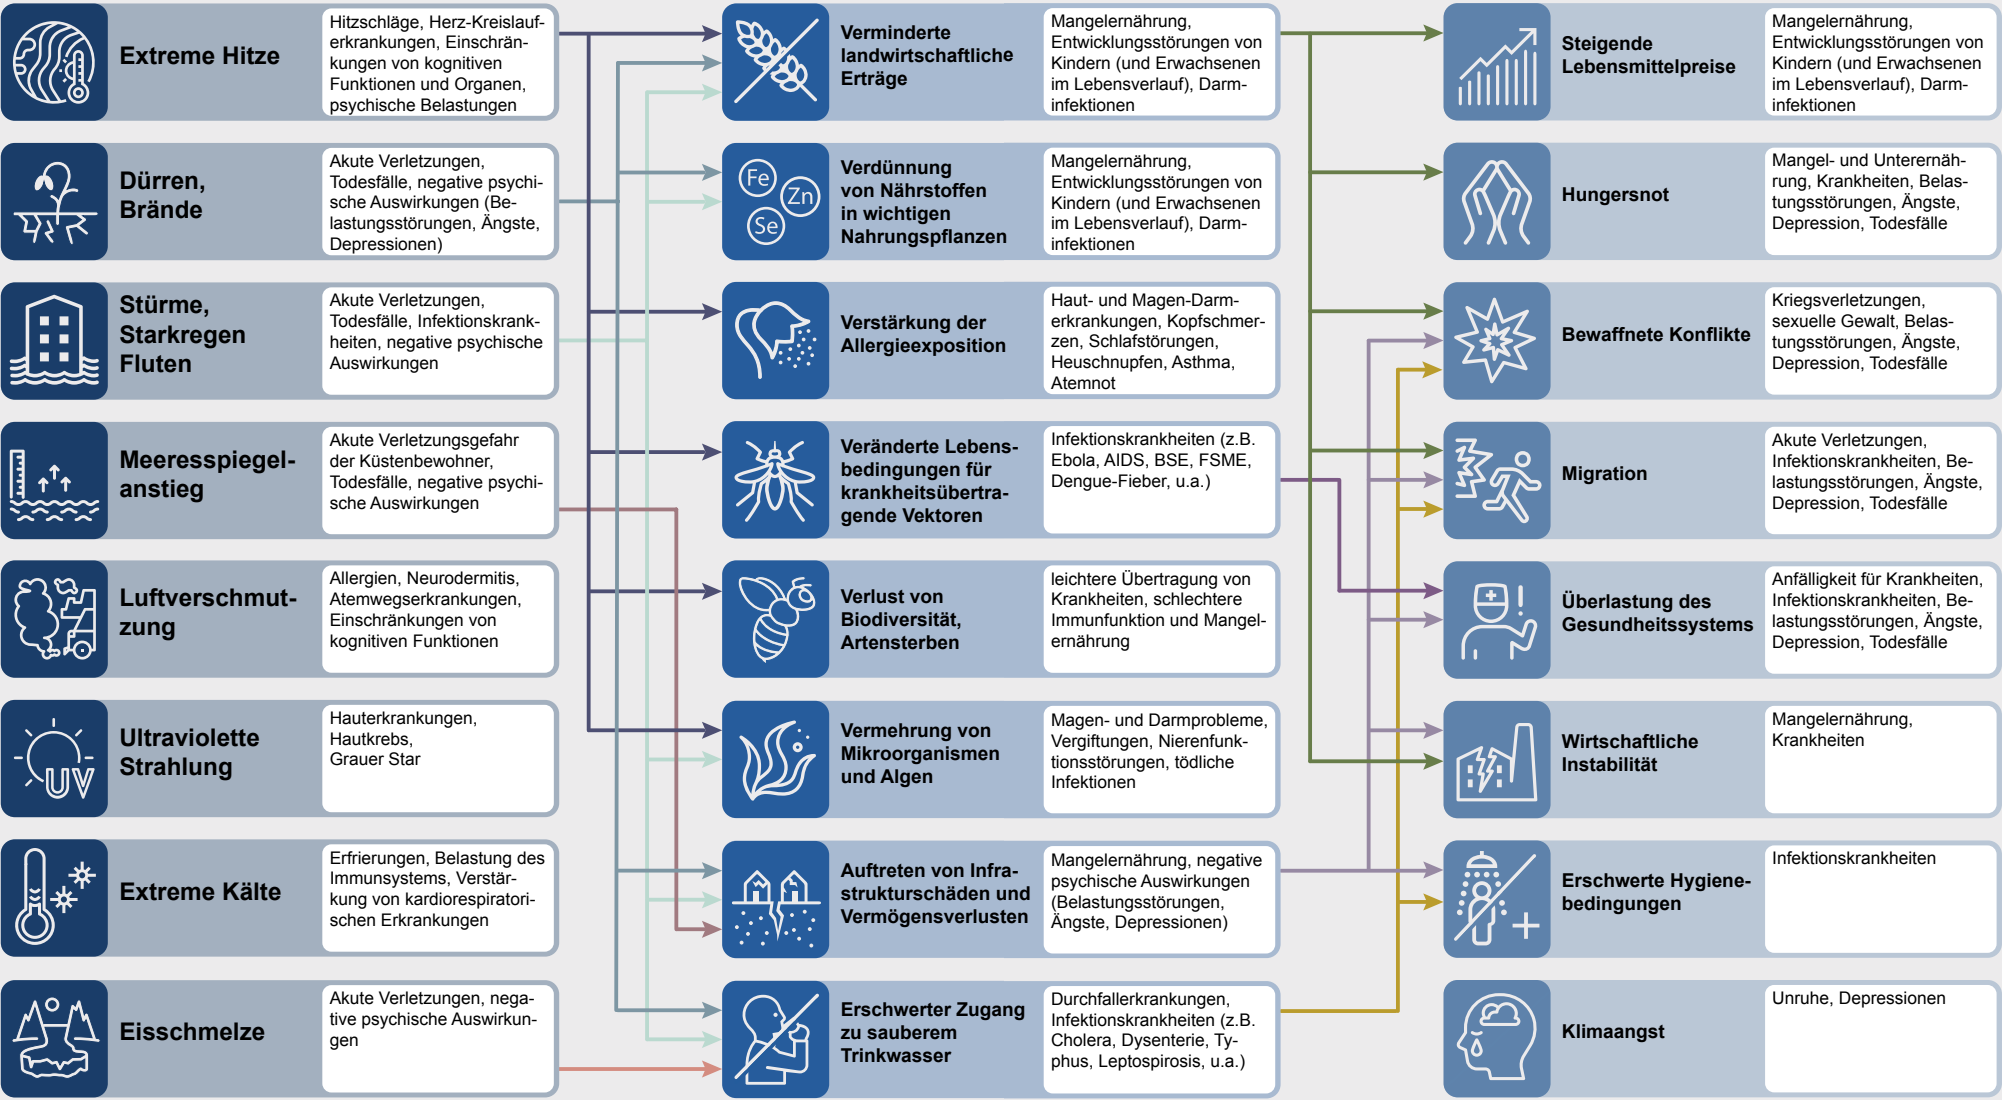 Extreme Hitze
Hitzschläge, Herz-Kreislauf-
erkrankungen, Einschrän-
kungen von kognitiven
Funktionen und Organen,
psychische Belastungen
Dürren,
Brände
Akute Verletzungen,
Todesfälle, negative psychi-
sche Auswirkungen (Be-
lastungsstörungen, Ängste,
Depressionen)
Stürme,
Starkregen
Fluten
Akute Verletzungen,
Todesfälle, Infektionskrank-
heiten, negative psychische
Auswirkungen
Meeresspiegel-
anstieg
Akute Verletzungsgefahr
der Küstenbewohner,
Todesfälle, negative psychi-
sche Auswirkungen
Luftverschmut-
zung
Allergien, Neurodermitis,
Atemwegserkrankungen,
Einschränkungen von
kognitiven Funktionen
UV
Ultraviolette
Strahlung
Hauterkrankungen,
Hautkrebs,
Grauer Star
Extreme Kälte
Erfrierungen, Belastung des
Immunsystems, Verstär-
kung von kardiorespiratori-
schen Erkrankungen
Eisschmelze
Akute Verletzungen, nega-
tive psychische Auswirkun-
gen
Verminderte
landwirtschaftliche
Erträge
Mangelernährung,
Entwicklungsstörungen von
Kindern (und Erwachsenen
im Lebensverlauf), Darm-
infektionen
Fe
Zn
Se
Verdünnung
von Nährstoffen
in wichtigen
Nahrungspflanzen
Mangelernährung,
Entwicklungsstörungen von
Kindern (und Erwachsenen
im Lebensverlauf), Darm-
infektionen
Verstärkung der
Allergieexposition
Haut- und Magen-Darm-
erkrankungen, Kopfschmer-
zen, Schlafstörungen,
Heuschnupfen, Asthma,
Atemnot
Veränderte Lebens-
bedingungen für
krankheitsübertra-
gende Vektoren
Infektionskrankheiten (z.B.
Ebola, AIDS, BSE, FSME,
Dengue-Fieber, u.a.)
Verlust von
Biodiversität,
Artensterben
leichtere Übertragung von
Krankheiten, schlechtere
Immunfunktion und Mangel-
ernährung
Vermehrung von
Mikroorganismen
und Algen
Magen- und Darmprobleme,
Vergiftungen, Nierenfunk-
tionsstörungen, tödliche
Infektionen
Auftreten von Infra-
strukturschäden und
Vermögensverlusten
Mangelernährung, negative
psychische Auswirkungen
(Belastungsstörungen,
Ängste, Depressionen)
Erschwerter Zugang
zu sauberem
Trinkwasser
Durchfallerkrankungen,
Infektionskrankheiten (z.B.
Cholera, Dysenterie, Ty-
phus, Leptospirosis, u.a.)
Steigende
Lebensmittelpreise
Mangelernährung,
Entwicklungsstörungen von
Kindern (und Erwachsenen
im Lebensverlauf), Darm-
infektionen
Hungersnot
Mangel- und Unterernäh-
rung, Krankheiten, Belas-
tungsstörungen, Ängste,
Depression, Todesfälle
Bewaffnete Konflikte
Kriegsverletzungen,
sexuelle Gewalt, Belas-
tungsstörungen, Ängste,
Depression, Todesfälle
Migration
Akute Verletzungen,
Infektionskrankheiten, Be-
lastungsstörungen, Ängste,
Depression, Todesfälle
Überlastung des
Gesundheitssystems
Anfälligkeit für Krankheiten,
Infektionskrankheiten, Be-
lastungsstörungen, Ängste,
Depression, Todesfälle
Wirtschaftliche
Instabilität
Mangelernährung,
Krankheiten
Erschwerte Hygiene-
bedingungen
Infektionskrankheiten
Klimaangst
Unruhe, Depressionen